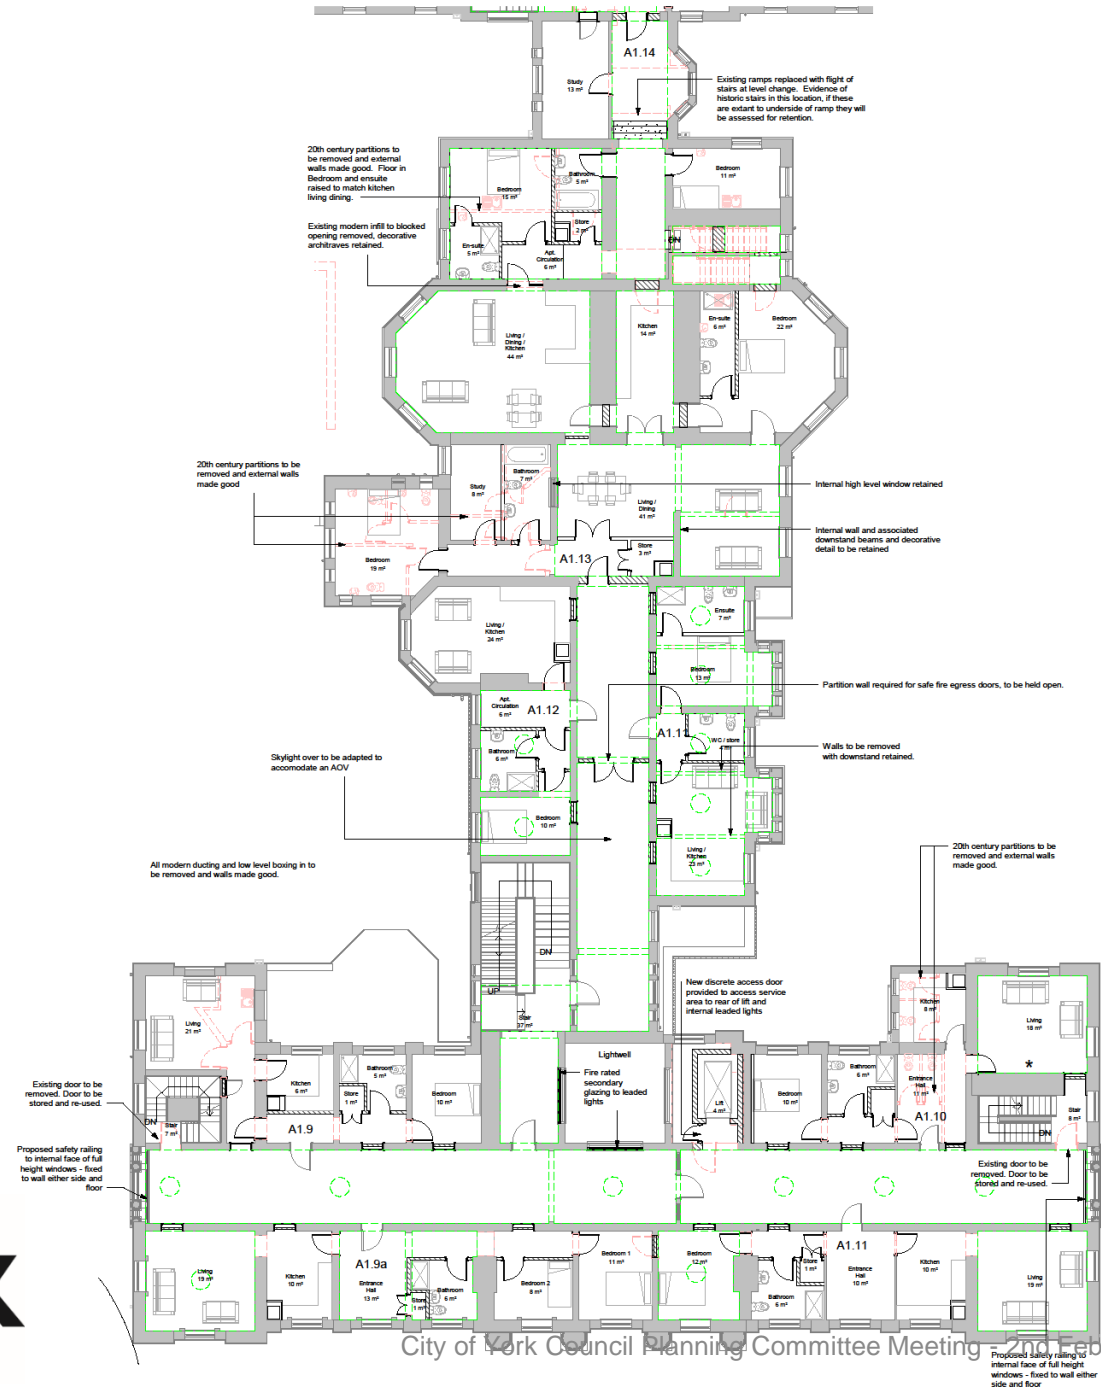 A1.14
Study
13 m²
Existing ramps replaced with flight of
stairs at level change.  Evidence of
historic stairs in this location, if these
are extant to underside of ramp they will
be assessed for retention.
20th century partitions to
be removed and external
walls made good.  Floor in
Bedroom and ensuite
raised to match kitchen
living dining.
Bedroom
15 m²
Bathroom
5 m²
Bedroom
11 m²
Store
2 m²
Existing modern infill to blocked
opening removed, decorative
architraves retained.
En-suite
5 m²
Apt.
Circulation
6 m²
DN
Living /
Dining /
Kitchen
44 m²
Kitchen
14 m²
En-suite
6 m²
Bedroom
22 m²
20th century partitions to be
removed and external walls
made good
Study
8 m²
Bathroom
7 m²
Living /
Dining
41 m²
Internal high level window retained
Internal wall and associated
downstand beams and decorative
detail to be retained
Bedroom
19 m²
A1.13
Store
3 m²
Living /
Kitchen
24 m²
Ensuite
7 m²
Bedroom
13 m²
Partition wall required for safe fire egress doors, to be held open.
Apt.
Circulation
6 m²
A1.12
A1.11
WC / store
4 m²
Walls to be removed
with downstand retained.
Bathroom
6 m²
Skylight over to be adapted to
accomodate an AOV
Bedroom
10 m²
Living /
Kitchen
23 m²
20th century partitions to be
removed and external walls
made good.
All modern ducting and low level boxing in to
be removed and walls made good.
DN
UP
Stair
37 m²
New discrete access door
provided to access service
area to rear of lift and
internal leaded lights
Living
21 m²
Kitchen
8 m²
Living
18 m²
*
Lightwell
Fire rated
secondary
glazing to leaded
lights
Existing door to be
removed. Door to be
stored and re-used.
Kitchen
6 m²
Bathroom
5 m²
Store
1 m²
Bedroom
10 m²
Lift
4 m²
Bedroom
10 m²
Bathroom
6 m²
Entrance
Hall
11 m²
A1.10
Stair
8 m²
DN
DN
Stair
7 m²
A1.9
Proposed safety railing
to internal face of full
height windows - fixed
to wall either side and
floor
Existing door to be
removed. Door to be
stored and re-used.
Living
19 m²
Kitchen
10 m²
A1.9a
Entrance
Hall
13 m²
Store
1 m²
Bathroom
6 m²
Bedroom 2
8 m²
Bedroom 1
11 m²
Bedroom
12 m²
Store
1 m²
Bathroom
6 m²
A1.11
Entrance
Hall
10 m²
Kitchen
10 m²
Living
19 m²
City of York Council Planning Committee Meeting - 2nd Feb
Proposed safety railing to
internal face of full height
windows - fixed to wall either
side and floor